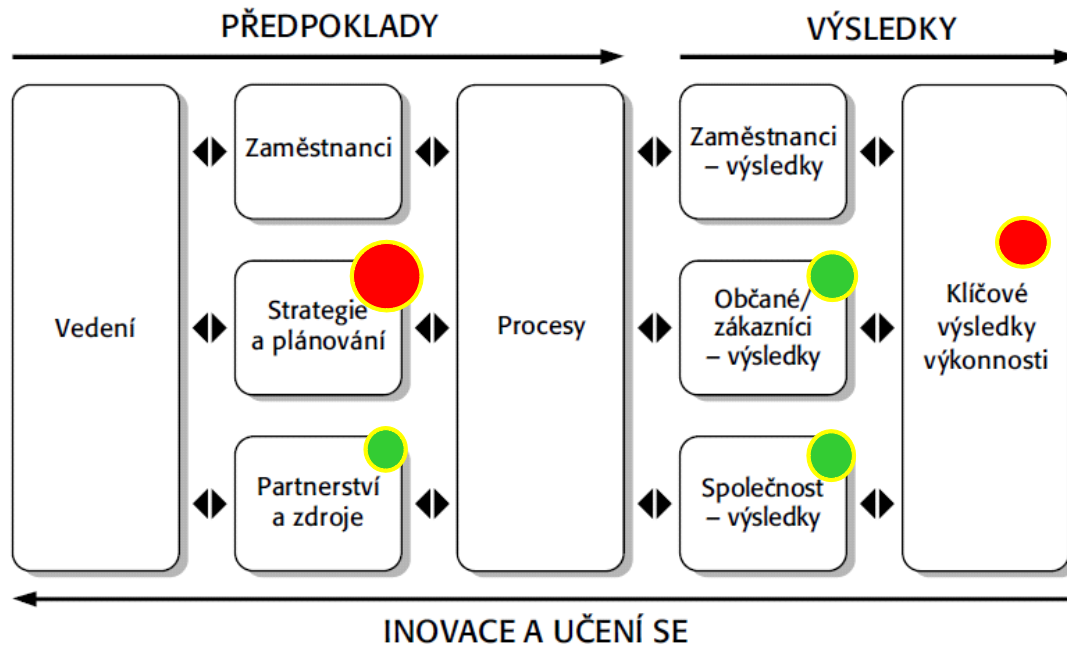 PŘEDPOKLADY
VÝSLEDKY
Vedení
Zaměstnanci
Strategie
a plánování
Partnerství
a zdroje
Procesy
Zaměstnanci
– výsledky
Občané/
zákazníci
– výsledky
Společnost
– výsledky
Klíčové
výsledky
výkonnosti
INOVACE A UČENÍ SE